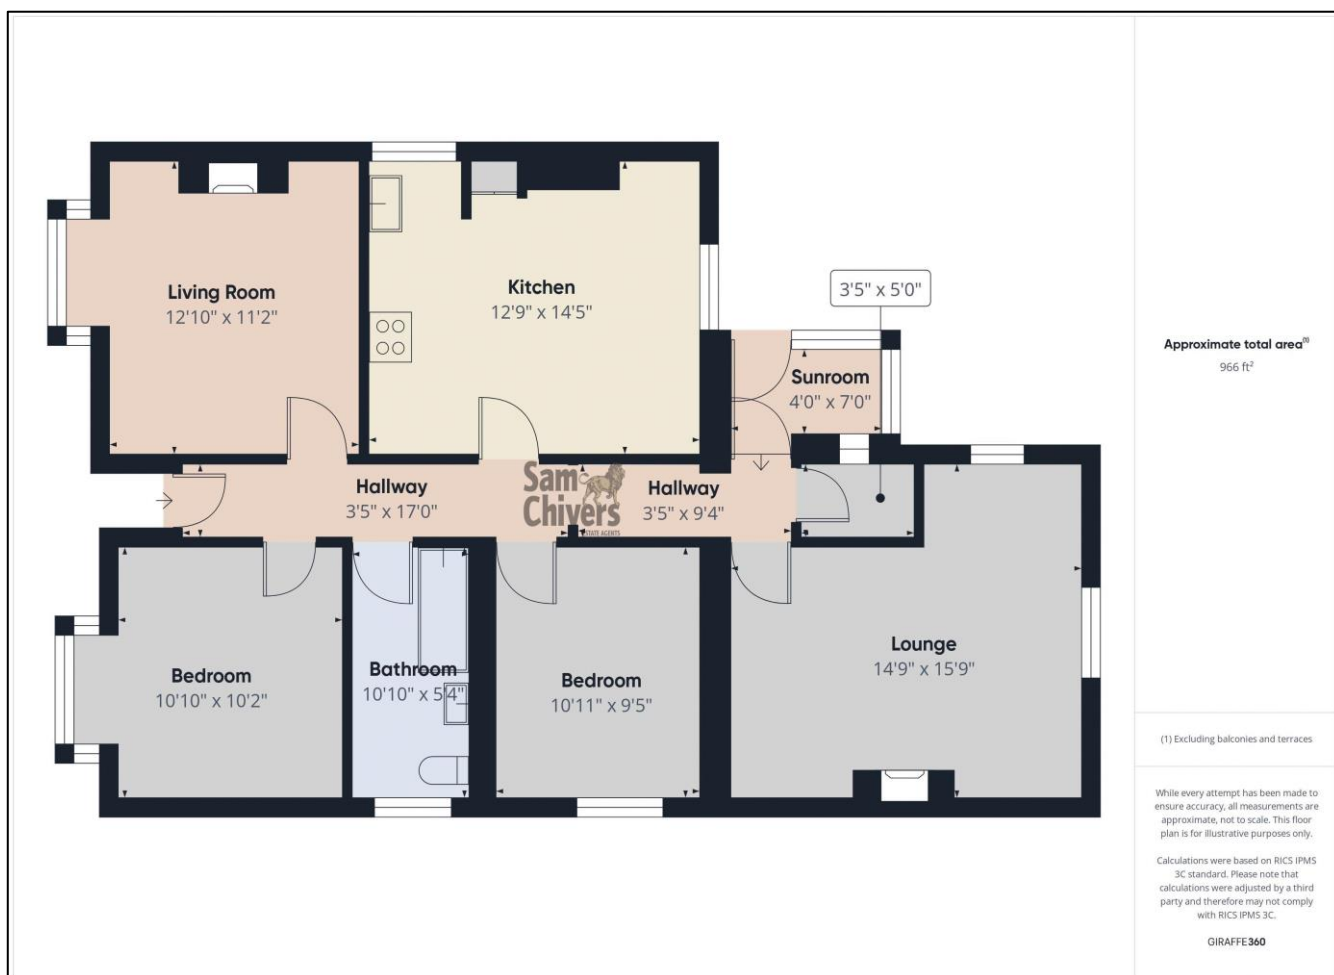 Living Room
12'10" x 11'2"
Kitchen
12'9" x 14'5"
3'5" x 5'0"
Sunroom
4'0" x 7'0"
Hallway
3'5" x 17'0"
Sam
Chivers
ESTATE AGENTS
Hallway
3'5" x 9'4"
Bedroom
10'10" x 10'2"
Bathroom
10'10" x 5'4"
Bedroom
10'11" x 9'5"
Lounge
14'9" x 15'9"
Approximate total area(1)
966 ft²
(1) Excluding balconies and terraces
While every attempt has been made to
ensure accuracy, all measurements are
approximate, not to scale. This floor
plan is for illustrative purposes only.
Calculations were based on RICS IPMS
3C standard. Please note that
calculations were adjusted by a third
party and therefore may not comply
with RICS IPMS 3C.
GIRAFFE360